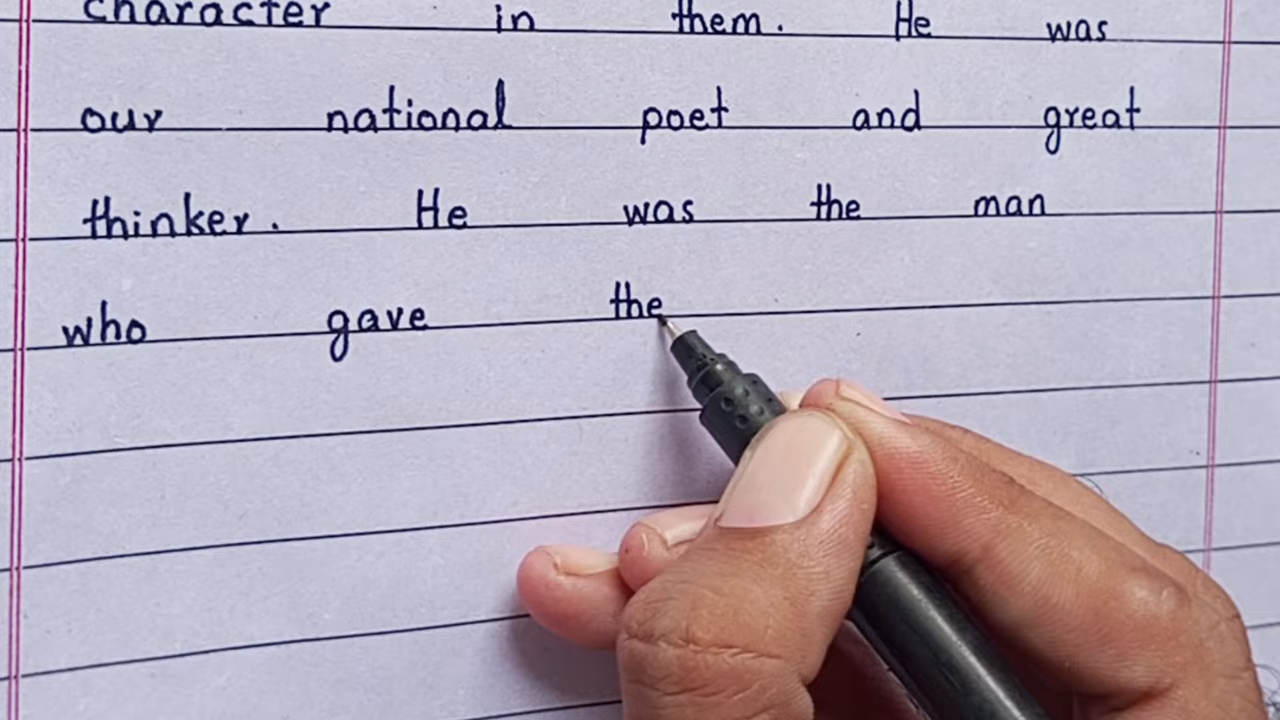 character in them. He was
our national poet and great
thinker. He was the man
who gave the